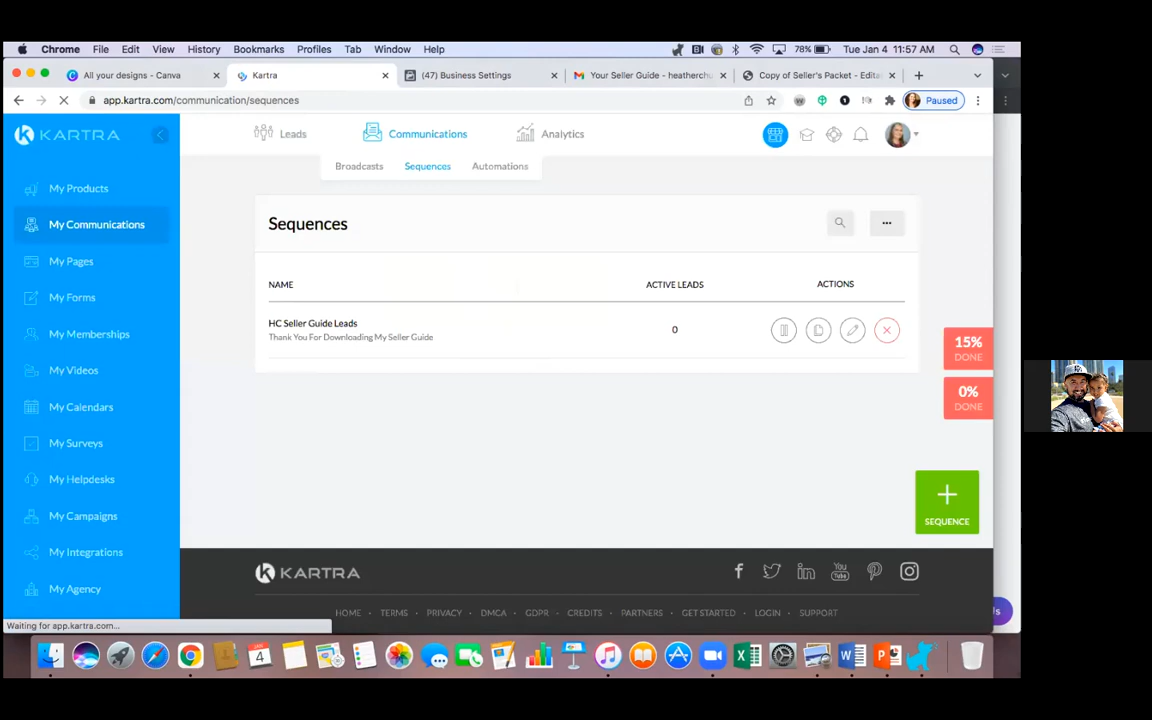 Chrome File Edit View History Bookmarks Profiles Tab Window Help 78% Tue Jan 4 11:57 AM
All your designs - Canva Kartra (47) Business Settings Your Seller Guide - heatherch Copy of Seller's Packet - Edita
app.kartra.com/communication/sequences Paused
KARTRA Leads Communications Analytics
Broadcasts Sequences Automations
My Products
My Communications
My Pages
My Forms
My Memberships
My Videos
My Calendars
My Surveys
My Helpdesks
My Campaigns
My Integrations
My Agency
Sequences
NAME ACTIVE LEADS ACTIONS
HC Seller Guide Leads 0
Thank You For Downloading My Seller Guide
15%
DONE
0%
DONE
+
SEQUENCE
KARTRA
HOME · TERMS · PRIVACY · DMCA · GDPR · CREDITS · PARTNERS · GET STARTED · LOGIN · SUPPORT
Waiting for app.kartra.com...